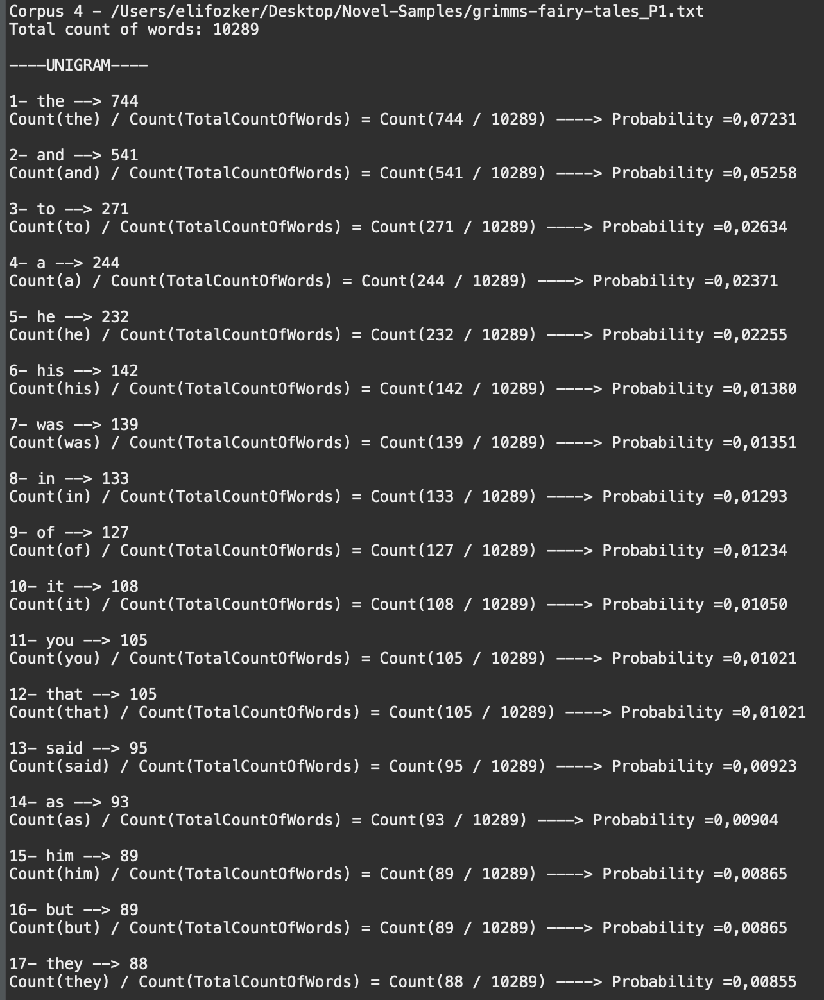 Corpus 4 - /Users/elifozker/Desktop/Novel-Samples/grimms-fairy-tales_P1.txt
Total count of words: 10289
----UNIGRAM----
1- the --> 744
Count(the) / Count(TotalCountOfWords) = Count(744 / 10289) ----> Probability =0,07231
2- and --> 541
Count(and) / Count(TotalCountOfWords) = Count(541 / 10289) ----> Probability =0,05258
3- to --> 271
Count(to) / Count(TotalCountOfWords) = Count(271 / 10289) ----> Probability =0,02634
4- a --> 244
Count(a) / Count(TotalCountOfWords) = Count(244 / 10289) ----> Probability =0,02371
5- he --> 232
Count(he) / Count(TotalCountOfWords) = Count(232 / 10289) ----> Probability =0,02255
6- his --> 142
Count(his) / Count(TotalCountOfWords) = Count(142 / 10289) ----> Probability =0,01380
7- was --> 139
Count(was) / Count(TotalCountOfWords) = Count(139 / 10289) ----> Probability =0,01351
8- in --> 133
Count(in) / Count(TotalCountOfWords) = Count(133 / 10289) ----> Probability =0,01293
9- of --> 127
Count(of) / Count(TotalCountOfWords) = Count(127 / 10289) ----> Probability =0,01234
10- it --> 108
Count(it) / Count(TotalCountOfWords) = Count(108 / 10289) ----> Probability =0,01050
11- you --> 105
Count(you) / Count(TotalCountOfWords) = Count(105 / 10289) ----> Probability =0,01021
12- that --> 105
Count(that) / Count(TotalCountOfWords) = Count(105 / 10289) ----> Probability =0,01021
13- said --> 95
Count(said) / Count(TotalCountOfWords) = Count(95 / 10289) ----> Probability =0,00923
14- as --> 93
Count(as) / Count(TotalCountOfWords) = Count(93 / 10289) ----> Probability =0,00904
15- him --> 89
Count(him) / Count(TotalCountOfWords) = Count(89 / 10289) ----> Probability =0,00865
16- but --> 89
Count(but) / Count(TotalCountOfWords) = Count(89 / 10289) ----> Probability =0,00865
17- they --> 88
Count(they) / Count(TotalCountOfWords) = Count(88 / 10289) ----> Probability =0,00855